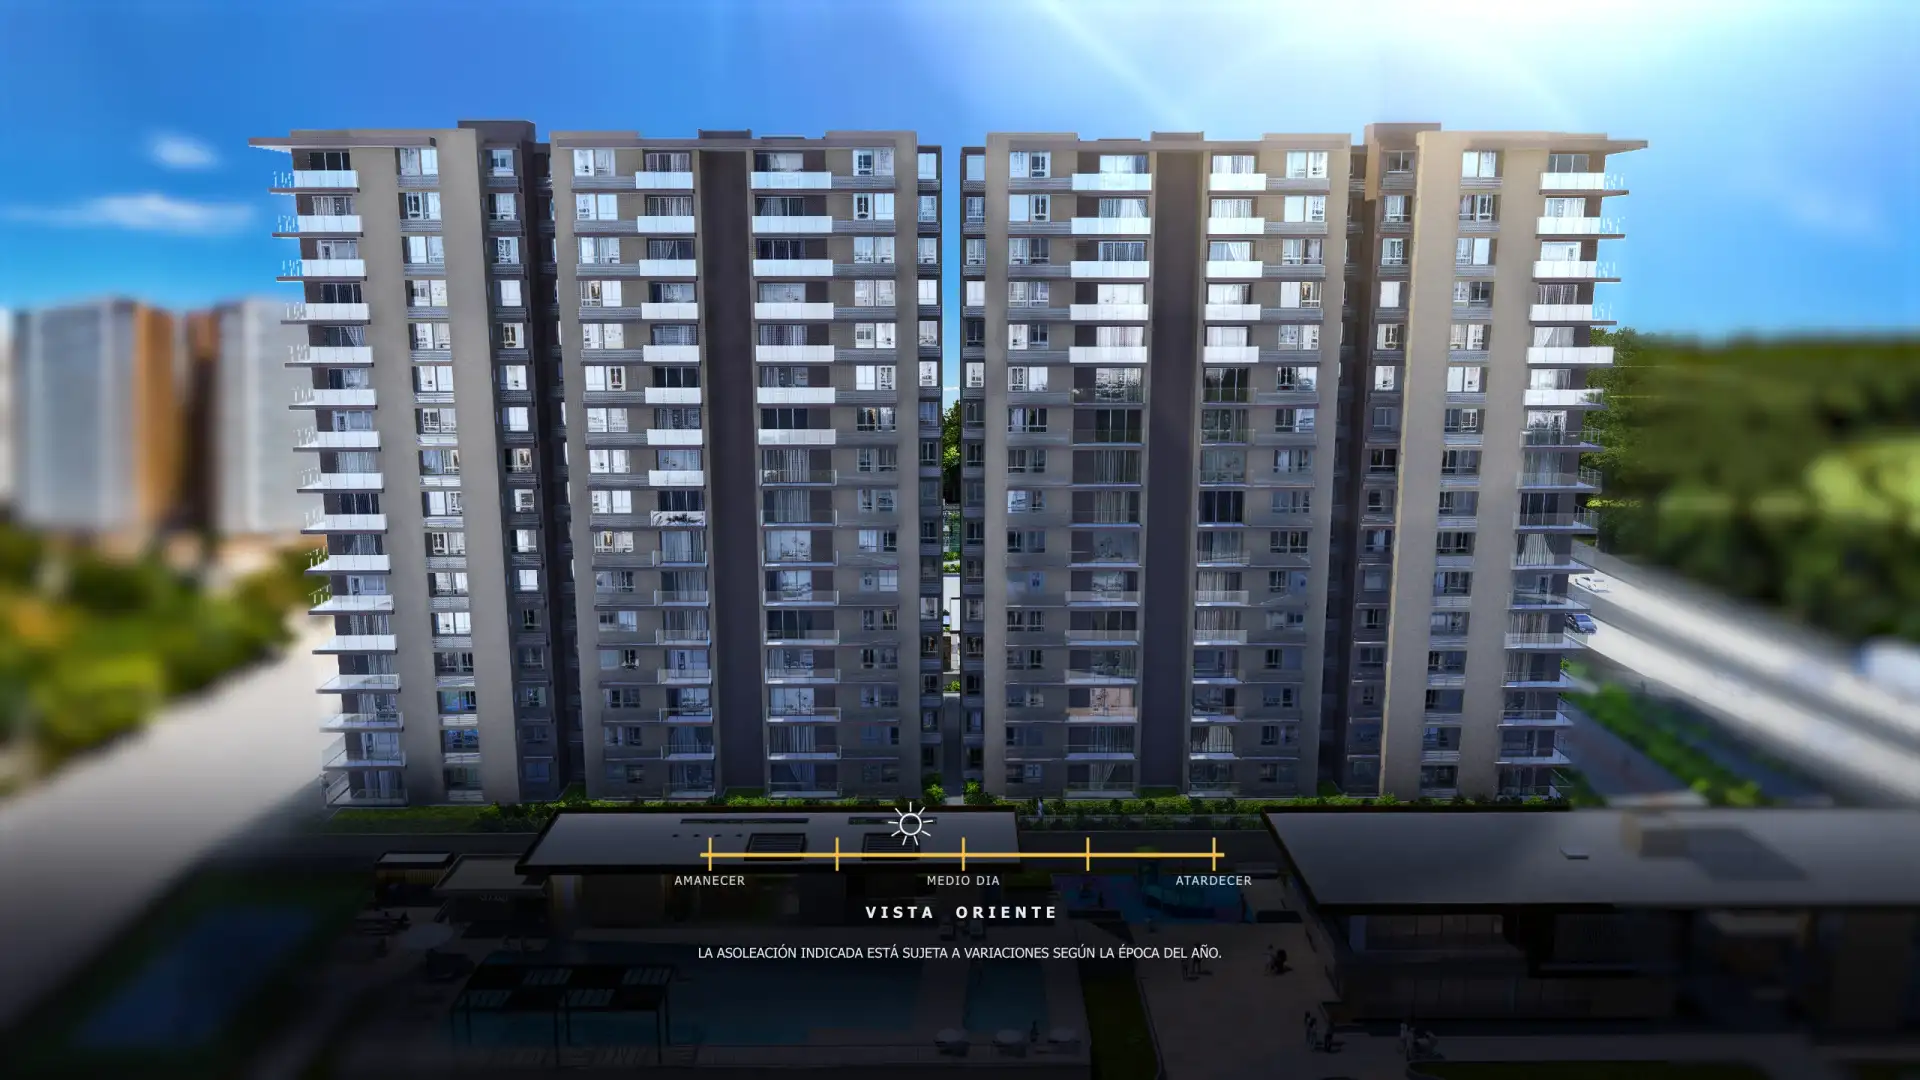 AMANECER MEDIO DIA ATARDECER
VISTA ORIENTE
LA ASOLEACIÓN INDICADA ESTÁ SUJETA A VARIACIONES SEGÚN LA ÉPOCA DEL AÑO.